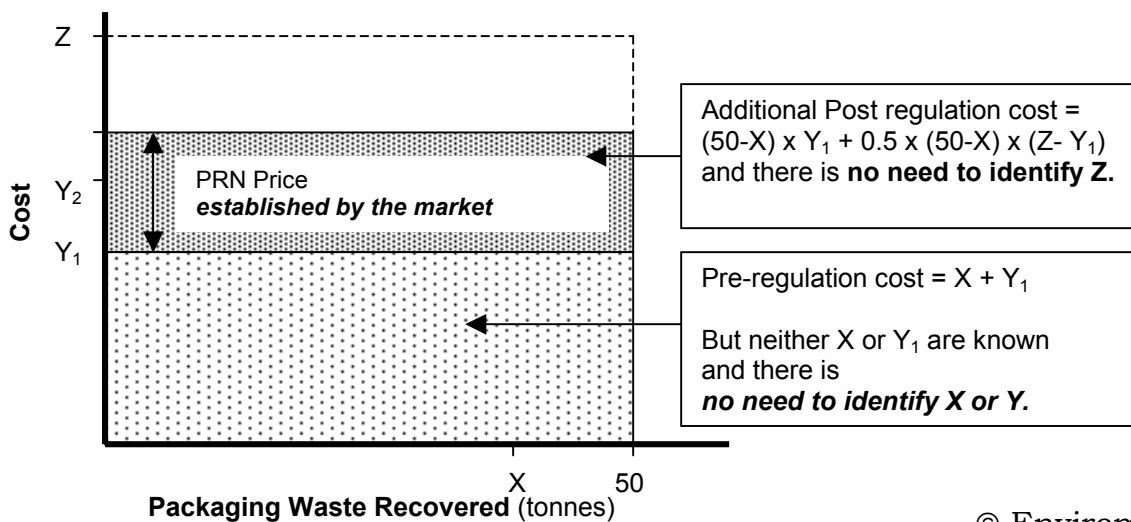 Z
Y2
Y1
Cost
PRN Price
established by the market
Additional Post regulation cost =
(50-X) x Y1 + 0.5 x (50-X) x (Z- Y1)
and there is no need to identify Z.
Pre-regulation cost = X + Y1
But neither X or Y1 are known
and there is
no need to identify X or Y.
X 50
Packaging Waste Recovered (tonnes)
©